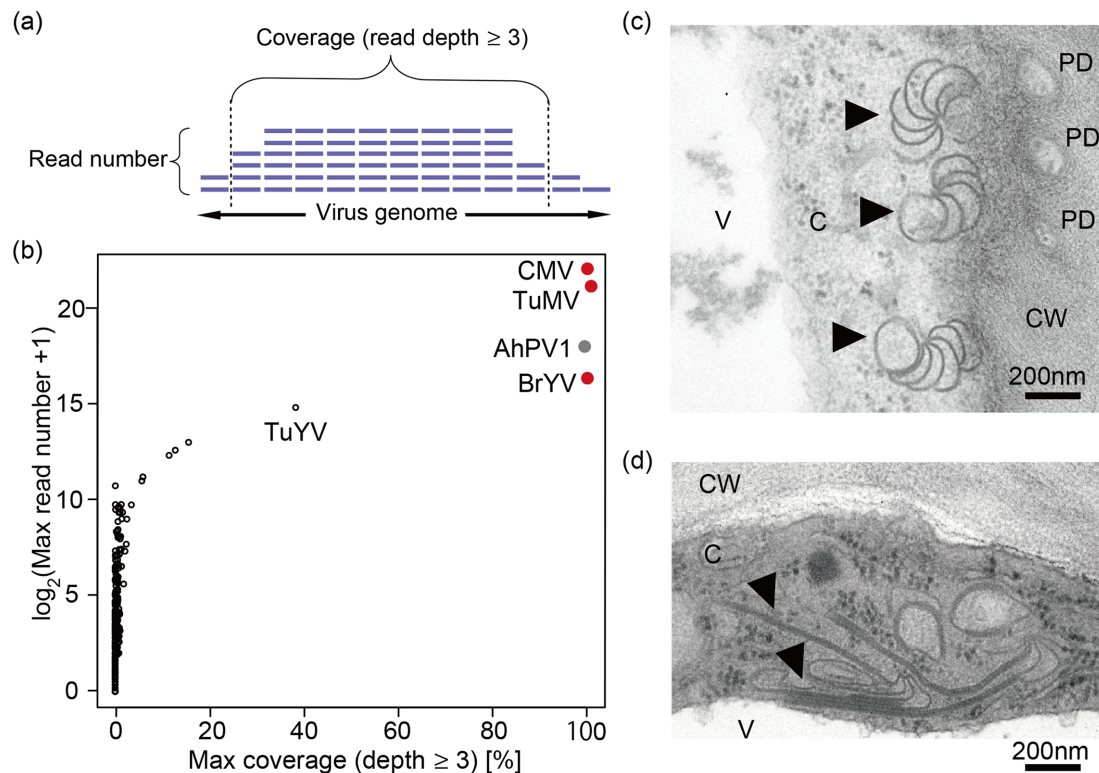 (a)
Coverage (read depth ≥ 3)
Read number
Virus genome
(b)
log2(Max read number +1)
20
15
10
5
0
CMV
TuMV
AhPV1
BrYV
TuYV
0 20 40 60 80 100
Max coverage (depth ≥ 3) [%]
(c)
PD
PD
V C PD
CW
200nm
(d)
CW
C
V
200nm